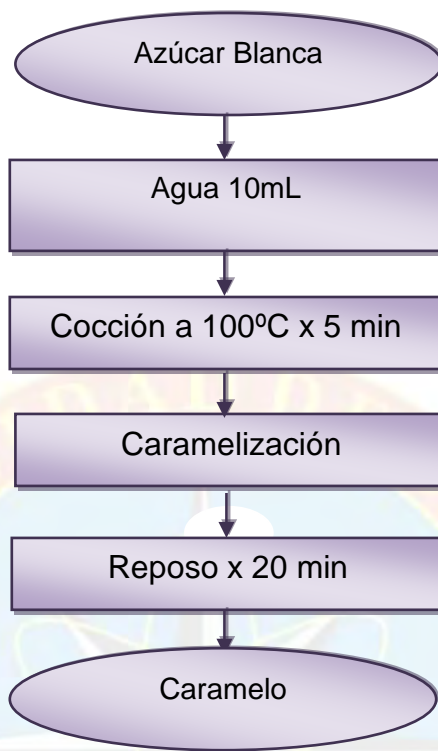 Azúcar Blanca
Agua 10mL
Cocción a 100ºC x 5 min
Caramelización
Reposo x 20 min
Caramelo